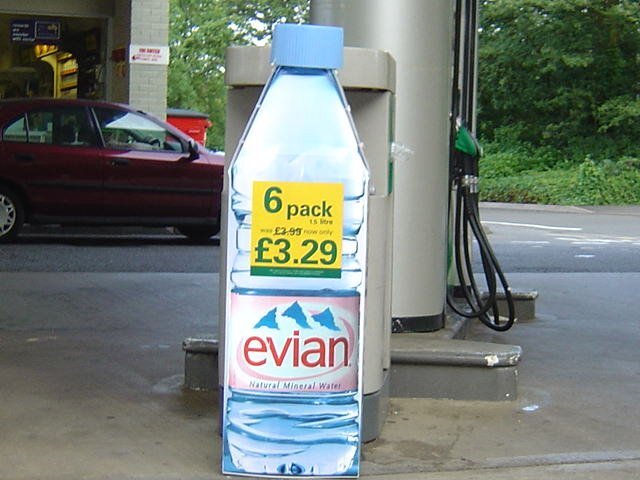 6 pack
1.5 litre
was £3.99 now only
£3.29
evian
Natural Mineral Water